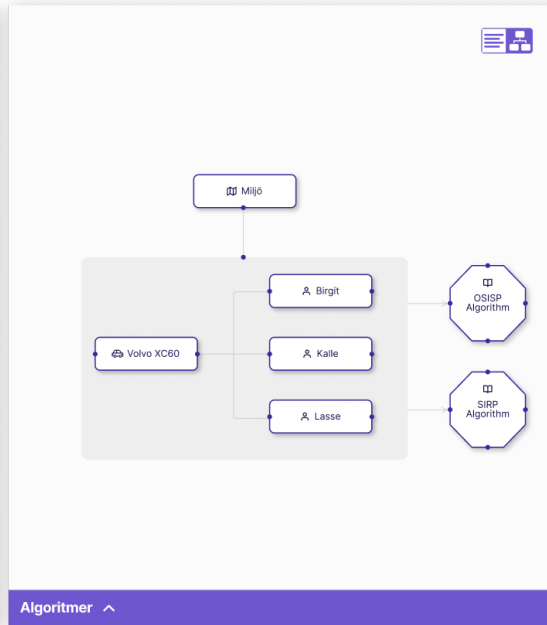 Miljö
Birgit
OSISP
Algorithm
Volvo XC60
Kalle
Lasse
SIRP
Algorithm
Algoritmer